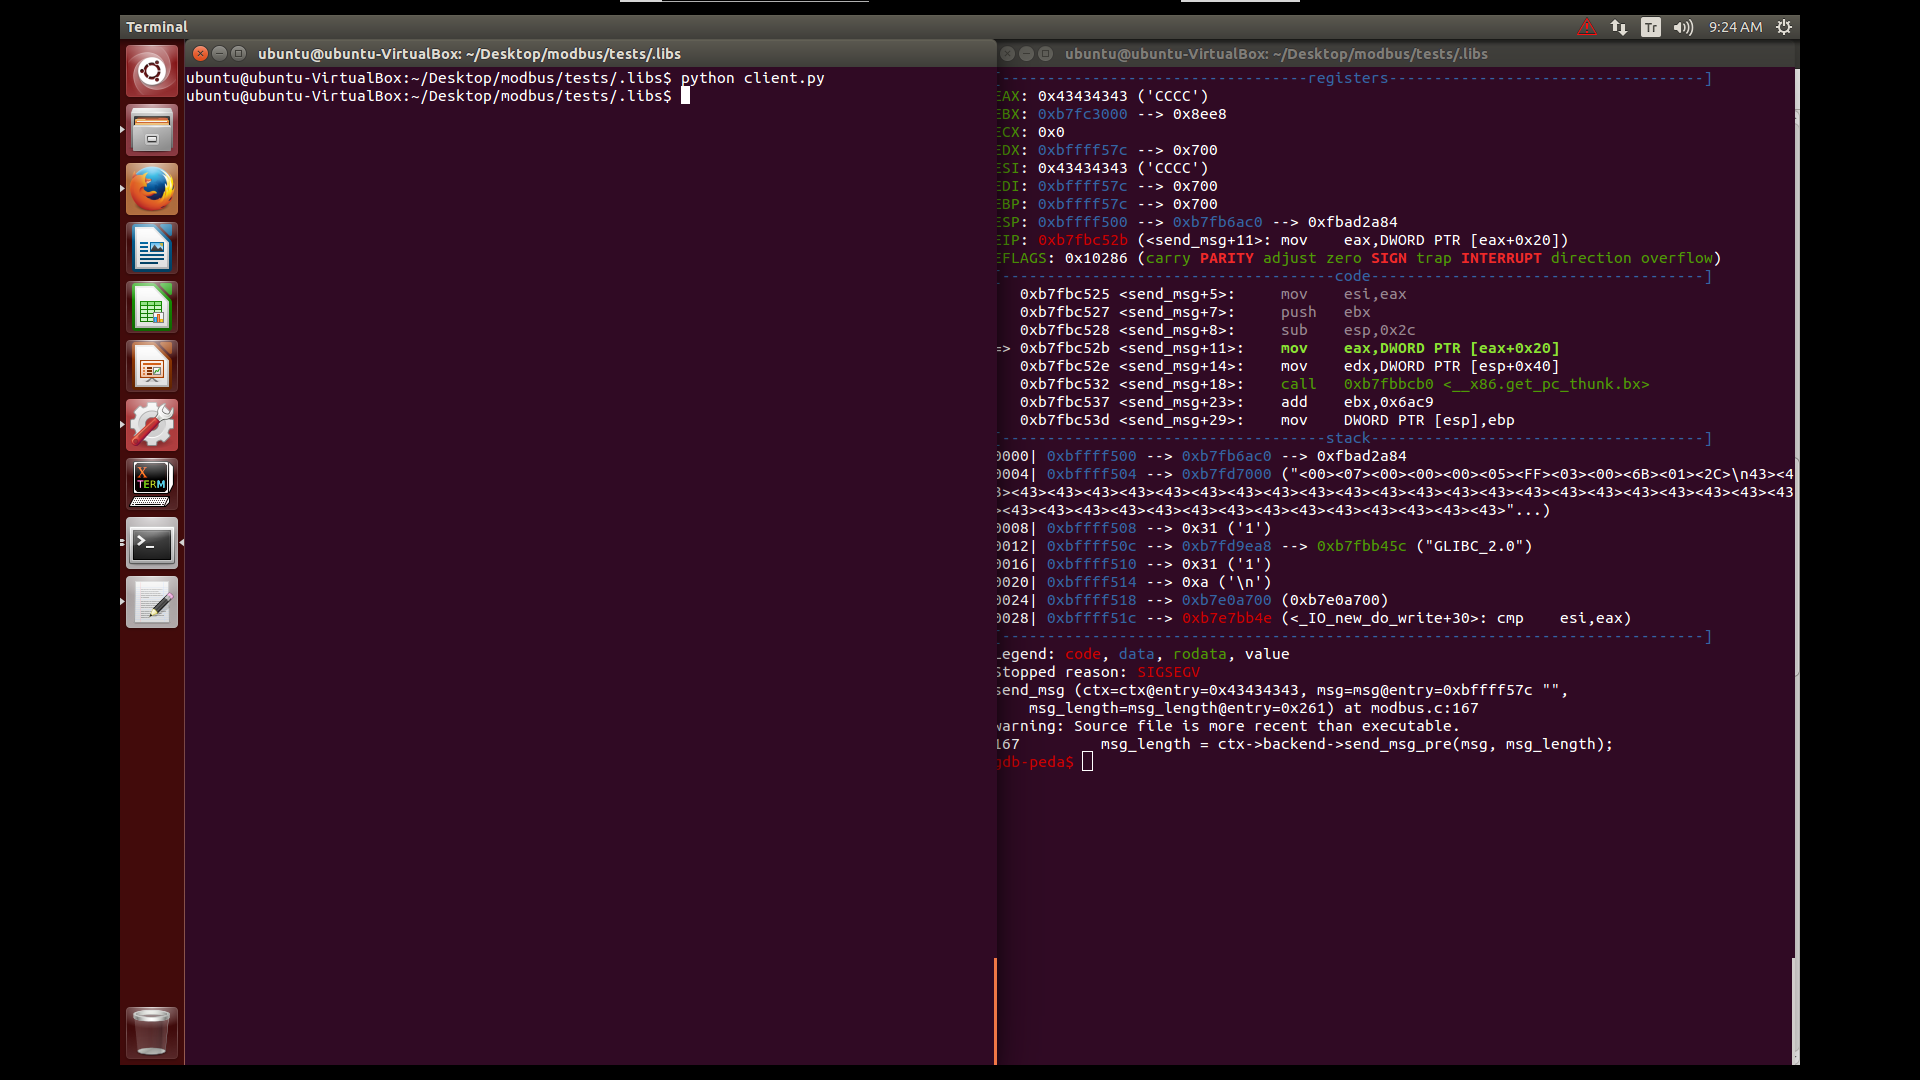 Terminal
Tr
9:24 AM
ubuntu@ubuntu-VirtualBox: ~/Desktop/modbus/tests/.libs
ubuntu@ubuntu-VirtualBox:~/Desktop/modbus/tests/.libs$ python client.py
ubuntu@ubuntu-VirtualBox:~/Desktop/modbus/tests/.libs$
X
TERM
>_
ubuntu@ubuntu-VirtualBox: ~/Desktop/modbus/tests/.libs
[----------------------------------registers-----------------------------------]
EAX: 0x43434343 ('CCCC')
EBX: 0xb7fc3000 --> 0x8ee8
ECX: 0x0
EDX: 0xbffff57c --> 0x700
ESI: 0x43434343 ('CCCC')
EDI: 0xbffff57c --> 0x700
EBP: 0xbffff57c --> 0x700
ESP: 0xbffff500 --> 0xb7fb6ac0 --> 0xfbad2a84
EIP: 0xb7fbc52b (<send_msg+11>: mov    eax,DWORD PTR [eax+0x20])
EFLAGS: 0x10286 (carry PARITY adjust zero SIGN trap INTERRUPT direction overflow)
[-------------------------------------code-------------------------------------]
   0xb7fbc525 <send_msg+5>:     mov    esi,eax
   0xb7fbc527 <send_msg+7>:     push   ebx
   0xb7fbc528 <send_msg+8>:     sub    esp,0x2c
=> 0xb7fbc52b <send_msg+11>:    mov    eax,DWORD PTR [eax+0x20]
   0xb7fbc52e <send_msg+14>:    mov    edx,DWORD PTR [esp+0x40]
   0xb7fbc532 <send_msg+18>:    call   0xb7fbbcb0 <__x86.get_pc_thunk.bx>
   0xb7fbc537 <send_msg+23>:    add    ebx,0x6ac9
   0xb7fbc53d <send_msg+29>:    mov    DWORD PTR [esp],ebp
[------------------------------------stack-------------------------------------]
0000| 0xbffff500 --> 0xb7fb6ac0 --> 0xfbad2a84
0004| 0xbffff504 --> 0xb7fd7000 ("<00><07><00><00><00><05><FF><03><00><6B><01><2C>\n43><4
3><43><43><43><43><43><43><43><43><43><43><43><43><43><43><43><43><43><43><43><43><43><43
><43><43><43><43><43><43><43><43><43><43><43><43><43><43>"...)
0008| 0xbffff508 --> 0x31 ('1')
0012| 0xbffff50c --> 0xb7fd9ea8 --> 0xb7fbb45c ("GLIBC_2.0")
0016| 0xbffff510 --> 0x31 ('1')
0020| 0xbffff514 --> 0xa ('\n')
0024| 0xbffff518 --> 0xb7e0a700 (0xb7e0a700)
0028| 0xbffff51c --> 0xb7e7bb4e (<_IO_new_do_write+30>: cmp    esi,eax)
[------------------------------------------------------------------------------]
Legend: code, data, rodata, value
Stopped reason: SIGSEGV
send_msg (ctx=ctx@entry=0x43434343, msg=msg@entry=0xbffff57c "",
    msg_length=msg_length@entry=0x261) at modbus.c:167
warning: Source file is more recent than executable.
167         msg_length = ctx->backend->send_msg_pre(msg, msg_length);
gdb-peda$